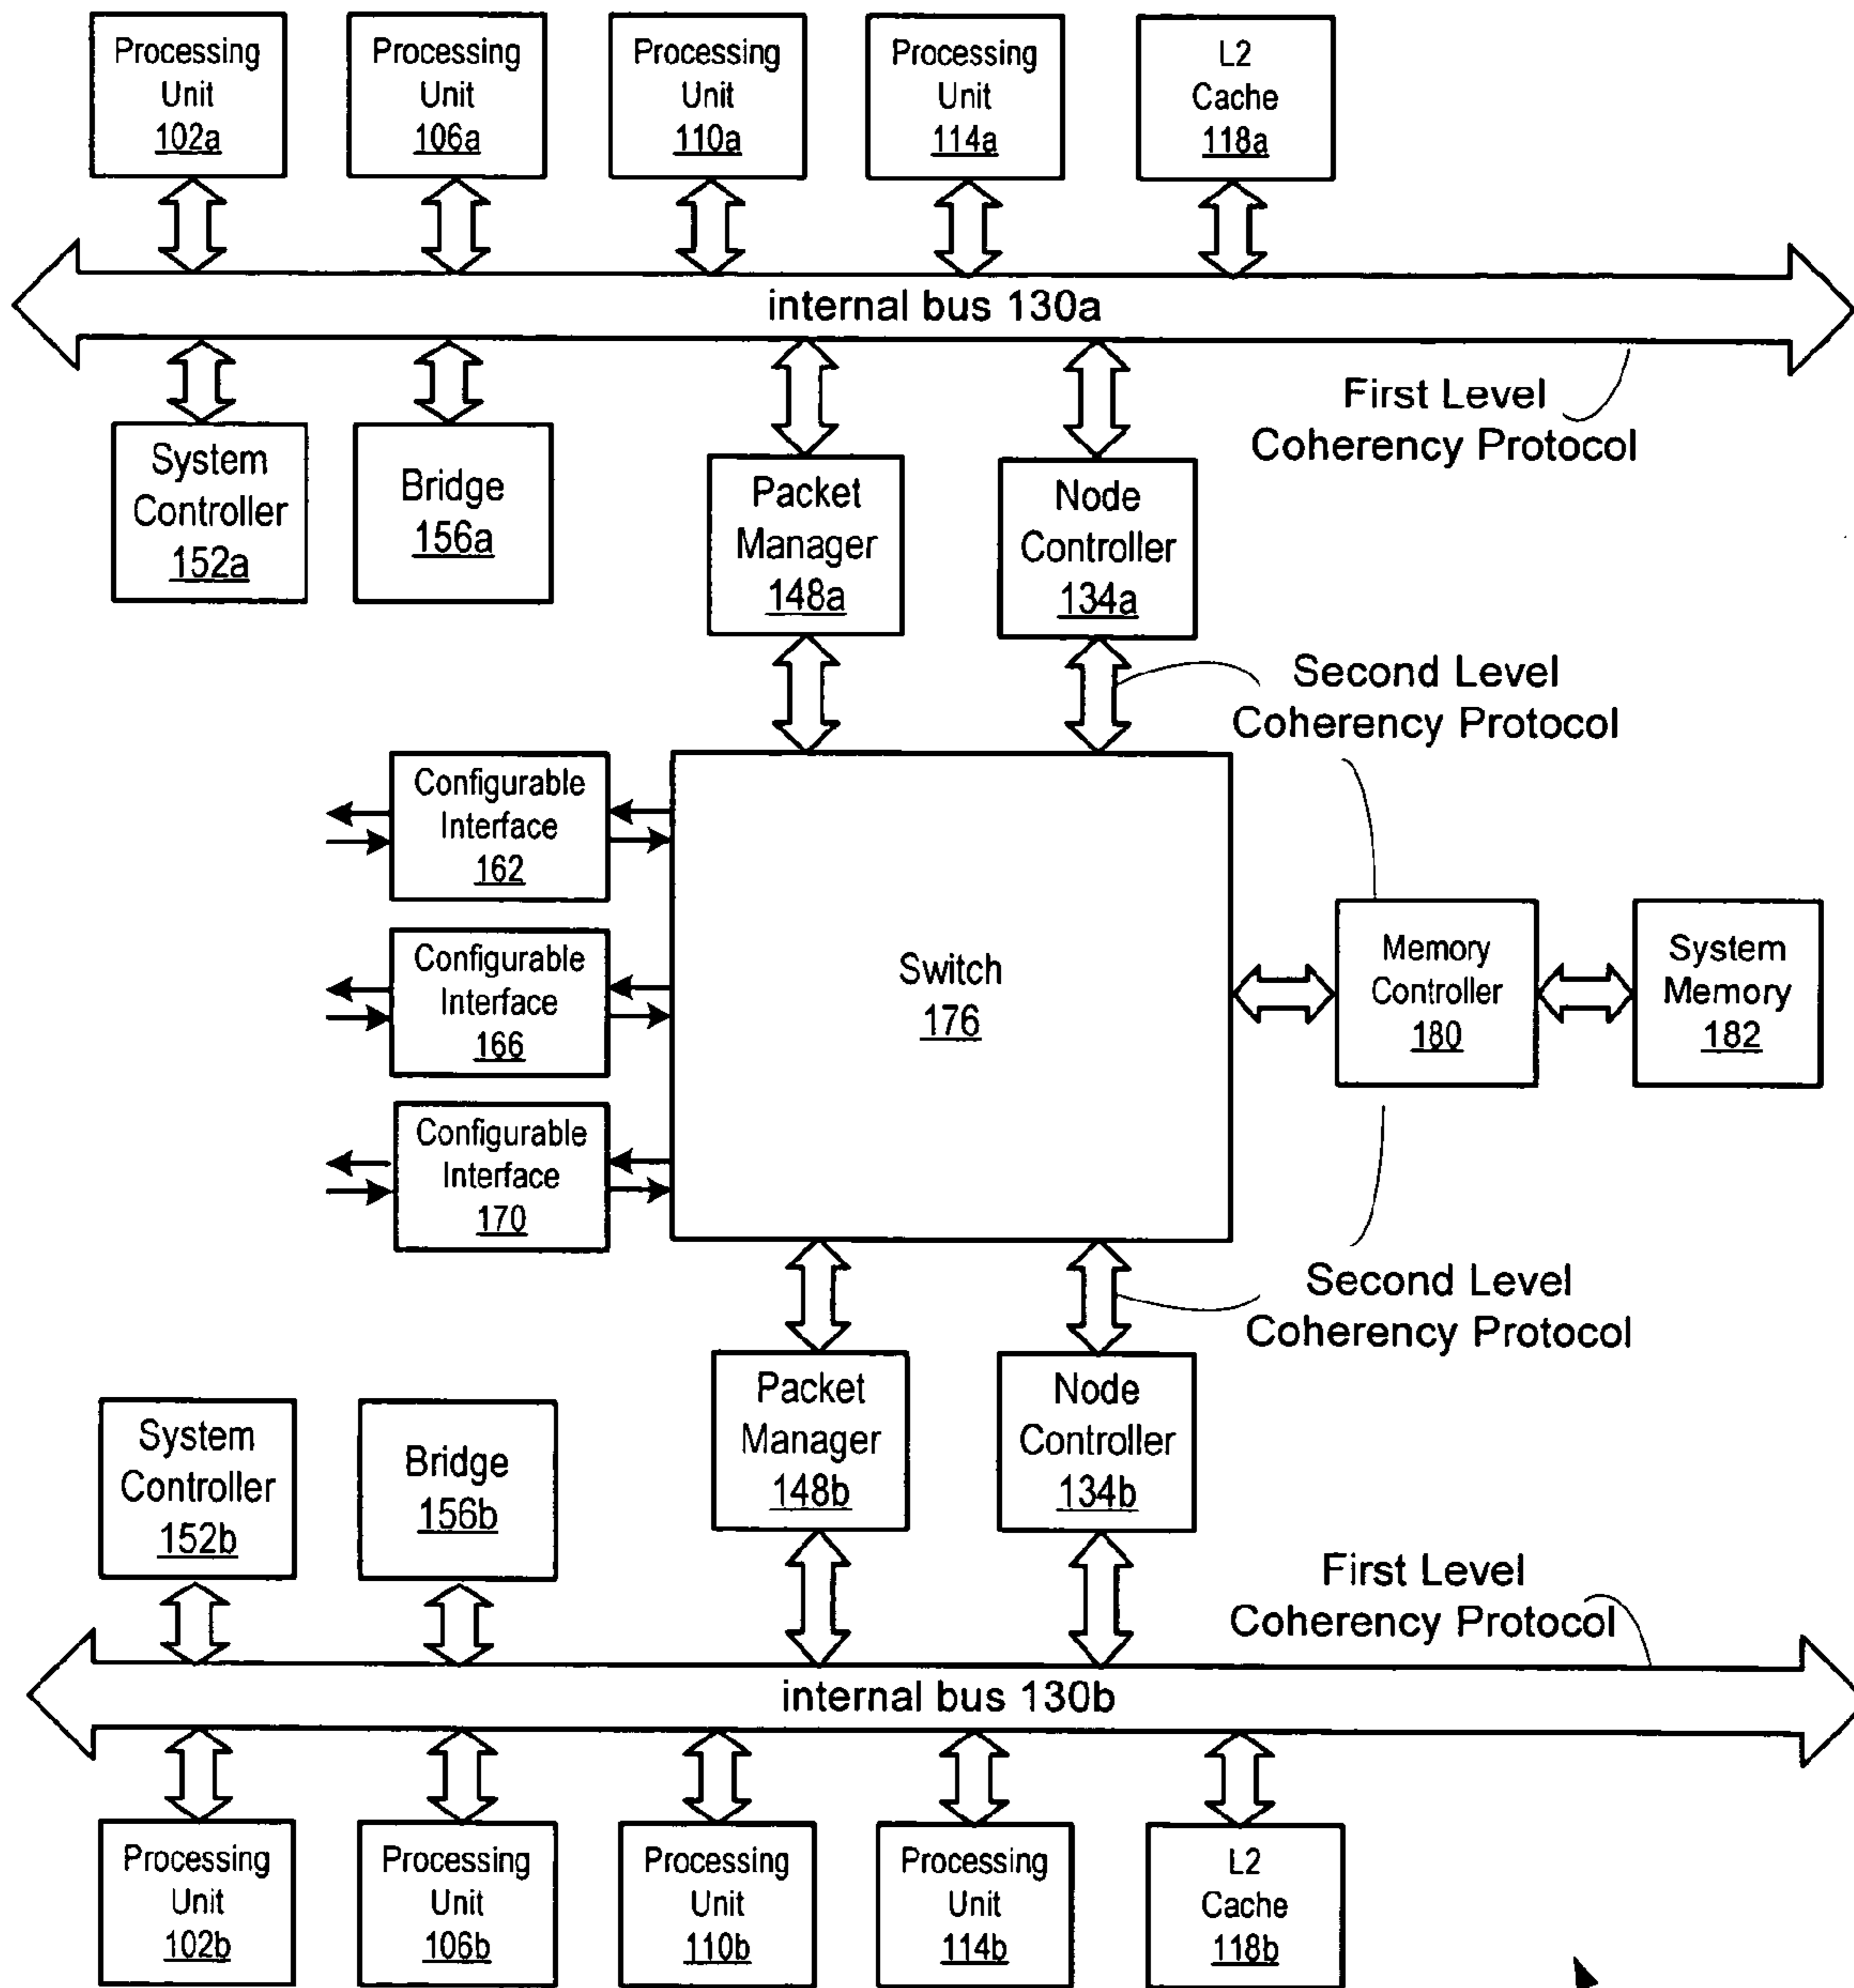 Processing
Unit
102a
Processing
Unit
106a
Processing
Unit
110a
Processing
Unit
114a
L2
Cache
118a
internal bus 130a
First Level
Coherency Protocol
System
Controller
152a
Bridge
156a
Packet
Manager
148a
Node
Controller
134a
Second Level
Coherency Protocol
Configurable
Interface
162
Configurable
Interface
166
Configurable
Interface
170
Switch
176
Memory
Controller
180
System
Memory
182
Second Level
Coherency Protocol
System
Controller
152b
Bridge
156b
Packet
Manager
148b
Node
Controller
134b
First Level
Coherency Protocol
internal bus 130b
Processing
Unit
102b
Processing
Unit
106b
Processing
Unit
110b
Processing
Unit
114b
L2
Cache
118b